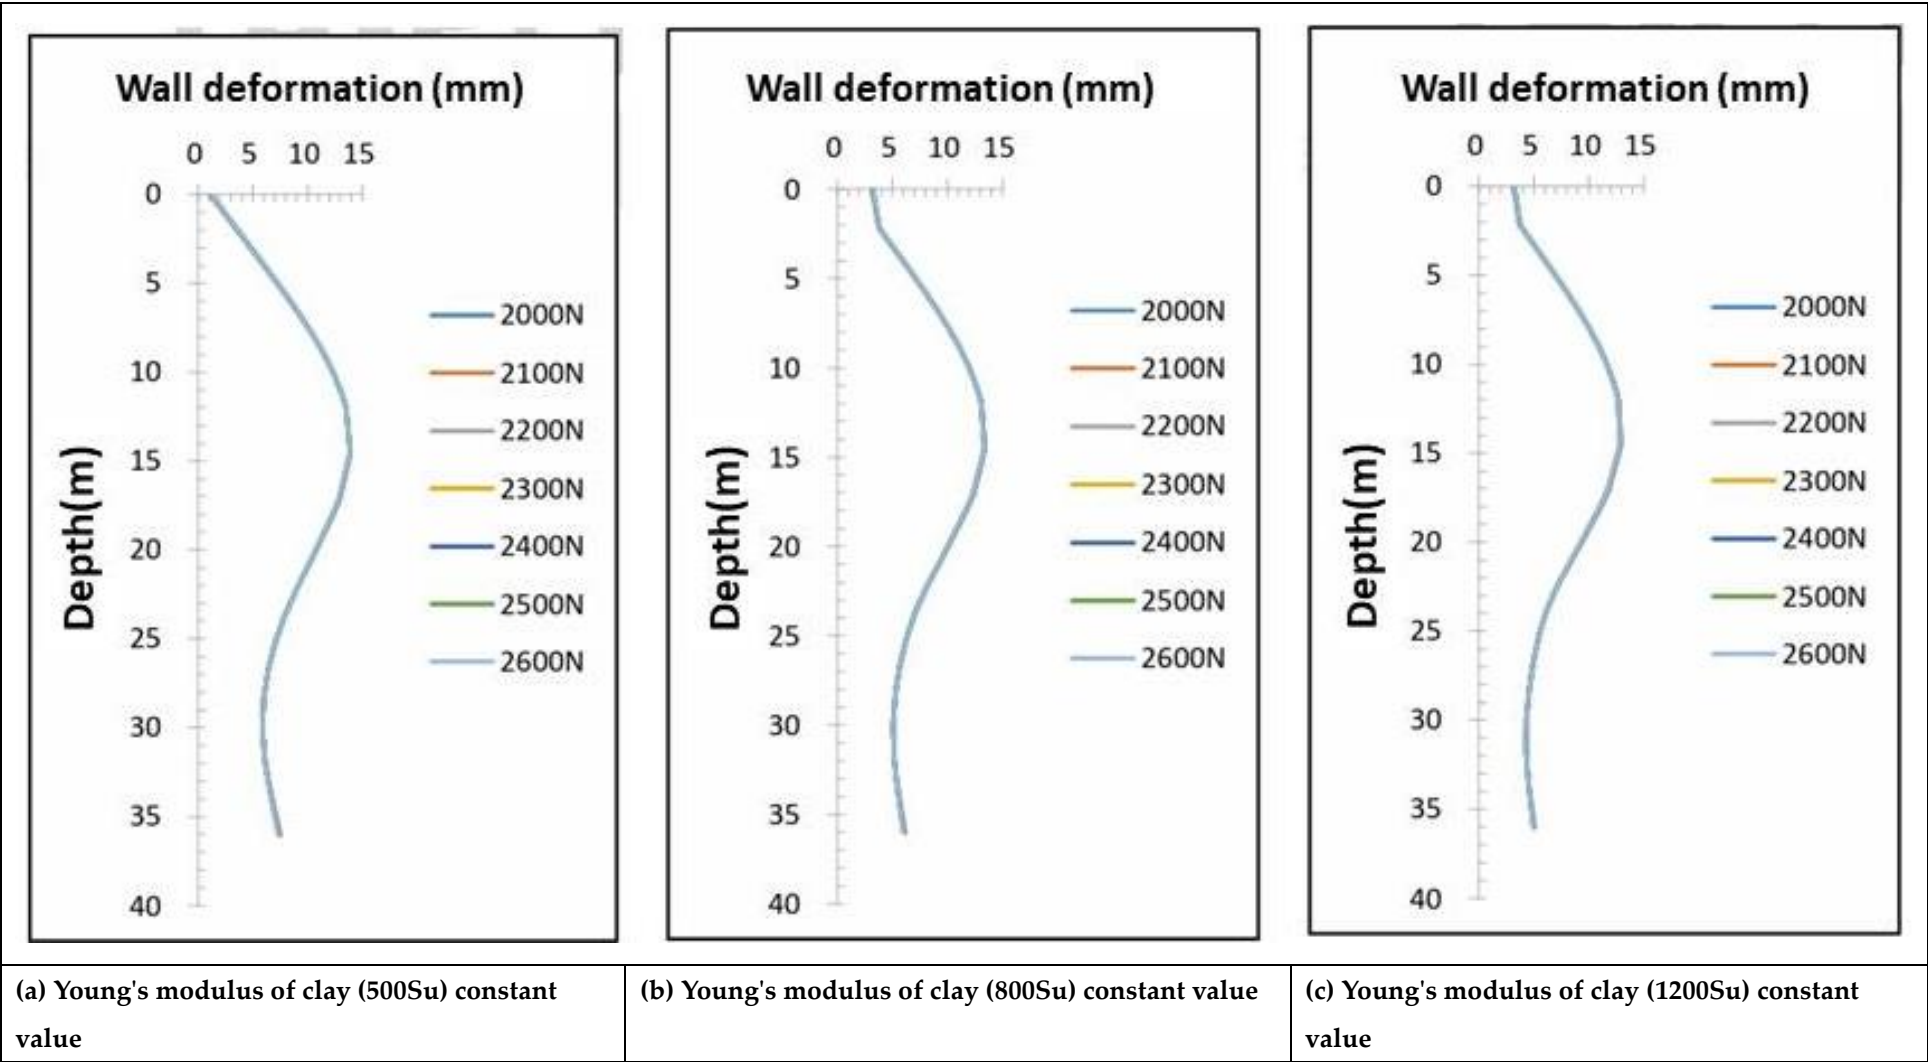 Wall deformation (mm)
0 5 10 15
0
5
10
15
20
25
30
35
40
Depth(m)
2000N
2100N
2200N
2300N
2400N
2500N
2600N
Wall deformation (mm)
0 5 10 15
0
5
10
15
20
25
30
35
40
Depth(m)
2000N
2100N
2200N
2300N
2400N
2500N
2600N
Wall deformation (mm)
0 5 10 15
0
5
10
15
20
25
30
35
40
Depth(m)
2000N
2100N
2200N
2300N
2400N
2500N
2600N
(a) Young's modulus of clay (500Su) constant
value
(b) Young's modulus of clay (800Su) constant value
(c) Young's modulus of clay (1200Su) constant
value